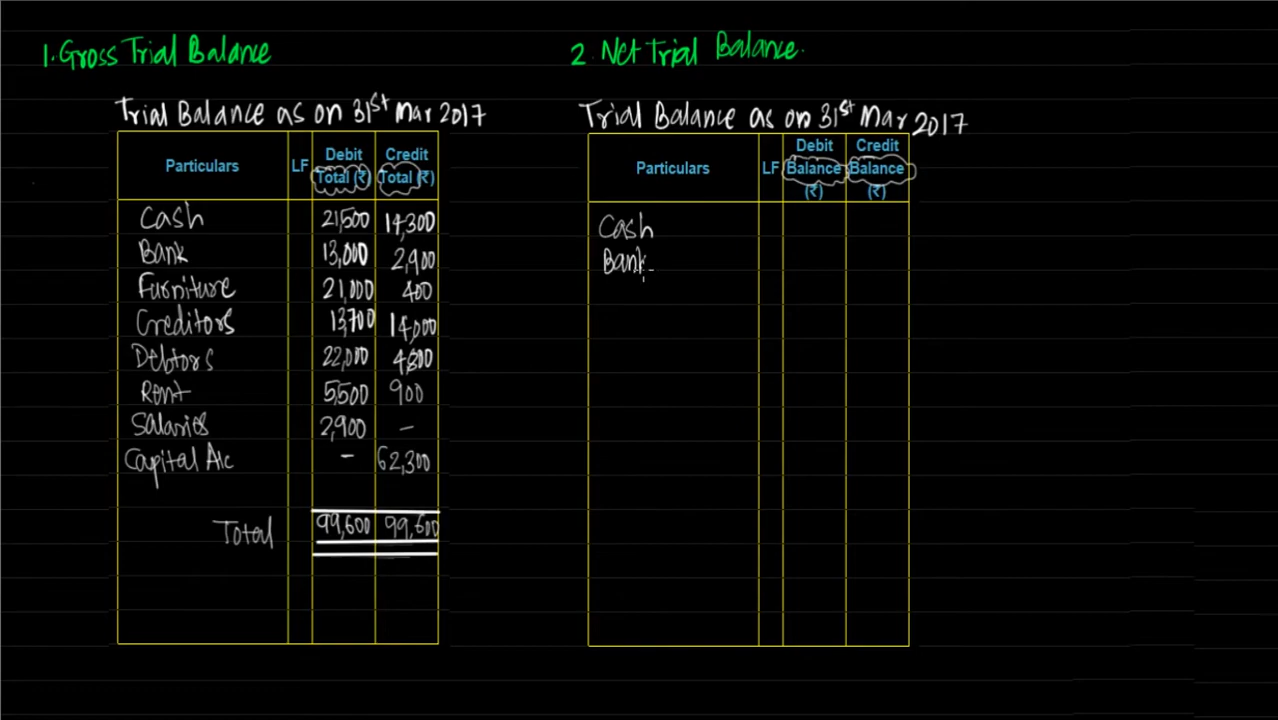 1. Gross Trial Balance
Trial Balance as on 31st Mar 2017
Particulars LF Debit Total (₹) Credit Total (₹)
Cash 21,500 14,300
Bank 13,000 2,900
Furniture 21,000 400
Creditors 13,700 14,000
Debtors 22,000 4,800
Rent 5,500 900
Salaries 2,900 -
Capital A/c - 62,300
Total 99,600 99,600
2. Net Trial Balance.
Trial Balance as on 31st Mar 2017
Particulars LF Debit Balance (₹) Credit Balance (₹)
Cash
Bank